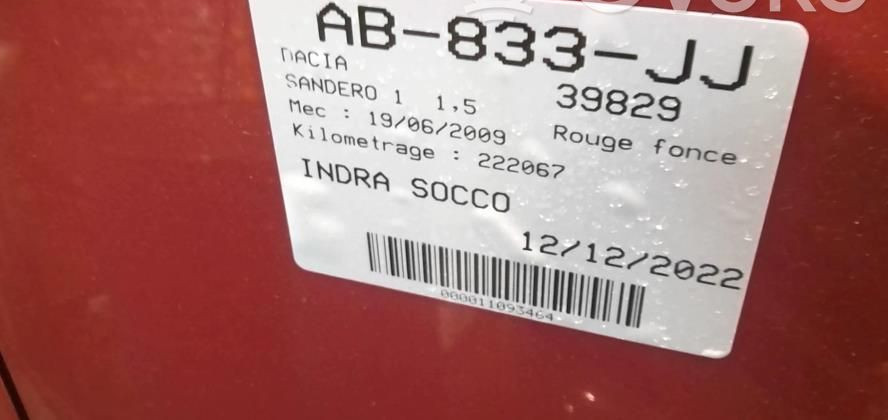 AB-833-JJ
DACIA
39829
SANDERO 1 1,5
Mec : 19/06/2009
Rouge fonce
Kilometrage : 222067
INDRA SOCCO
12/12/2022
000011093464